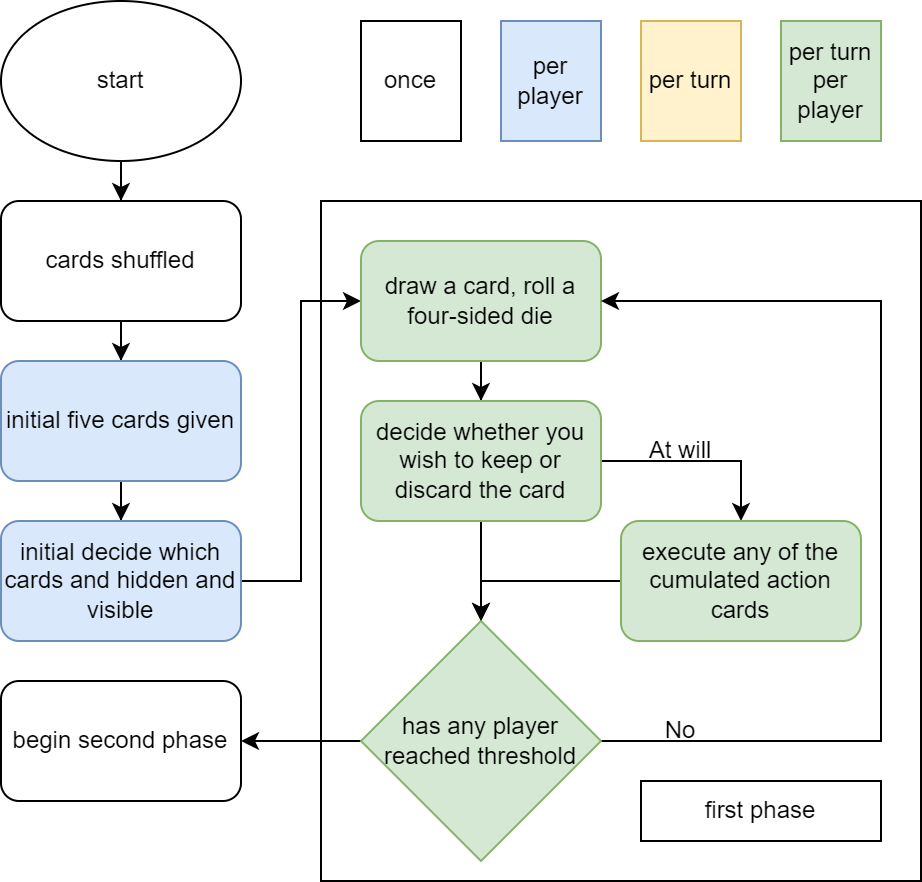 start
once
per
player
per turn
per turn
per
player
cards shuffled
draw a card, roll a
four-sided die
initial five cards given
decide whether you
wish to keep or
discard the card
At will
initial decide which
cards and hidden and
visible
execute any of the
cumulated action
cards
begin second phase
has any player
reached threshold
No
first phase